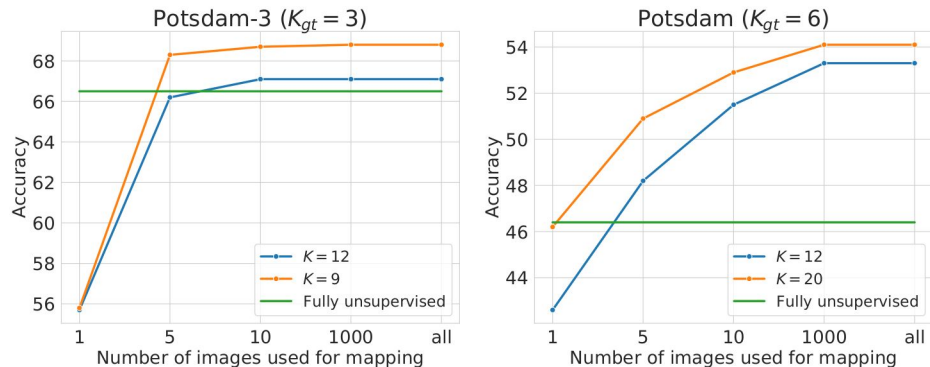 Potsdam-3 (K_gt = 3)
Accuracy
68
66
64
62
60
58
56
K = 12
K = 9
Fully unsupervised
1 5 10 1000 all
Number of images used for mapping
Potsdam (K_gt = 6)
Accuracy
54
52
50
48
46
44
K = 12
K = 20
Fully unsupervised
1 5 10 1000 all
Number of images used for mapping